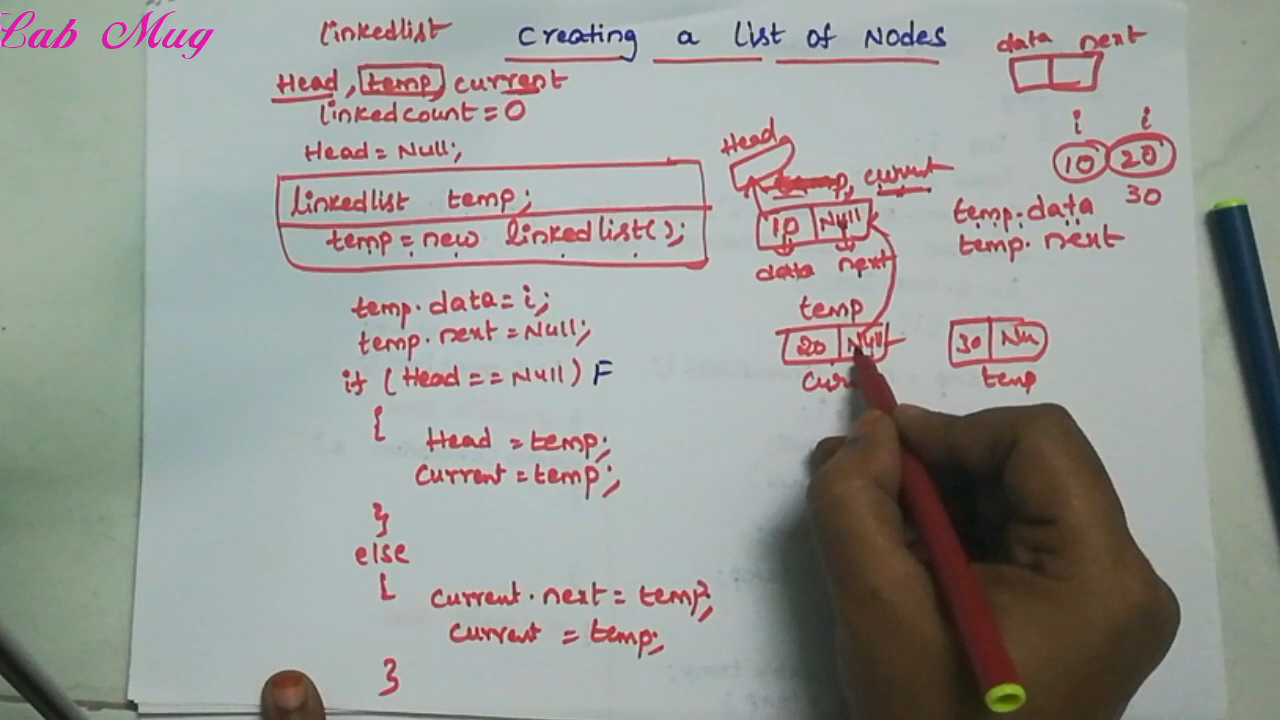 Lab Mug
Linkedlist
Creating a List of Nodes
Head, temp, current
linkedcount = 0
Head = Null;
linkedlist temp;
temp = new linkedlist();
temp.data = i;
temp.next = Null;
if (Head == Null) F
{
Head = temp;
current = temp;
}
else
{
current.next = temp;
current = temp;
}
data next
i i
10 20
30
temp.data
temp.next
Head
temp, current
10 Null
data next
temp
20 Null
30
temp